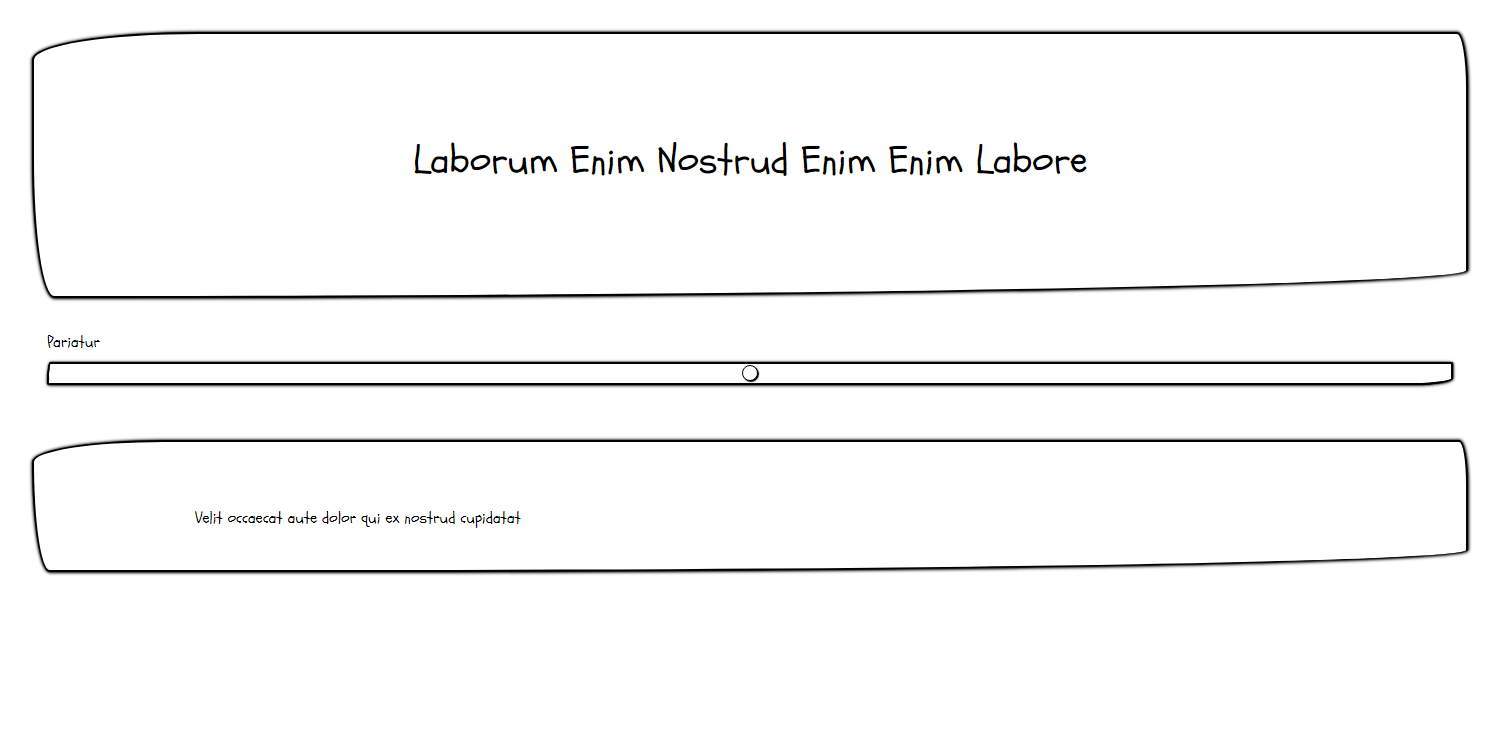 Laborum Enim Nostrud Enim Enim Labore
Pariatur
Velit occaecat aute dolor qui ex nostrud cupidatat